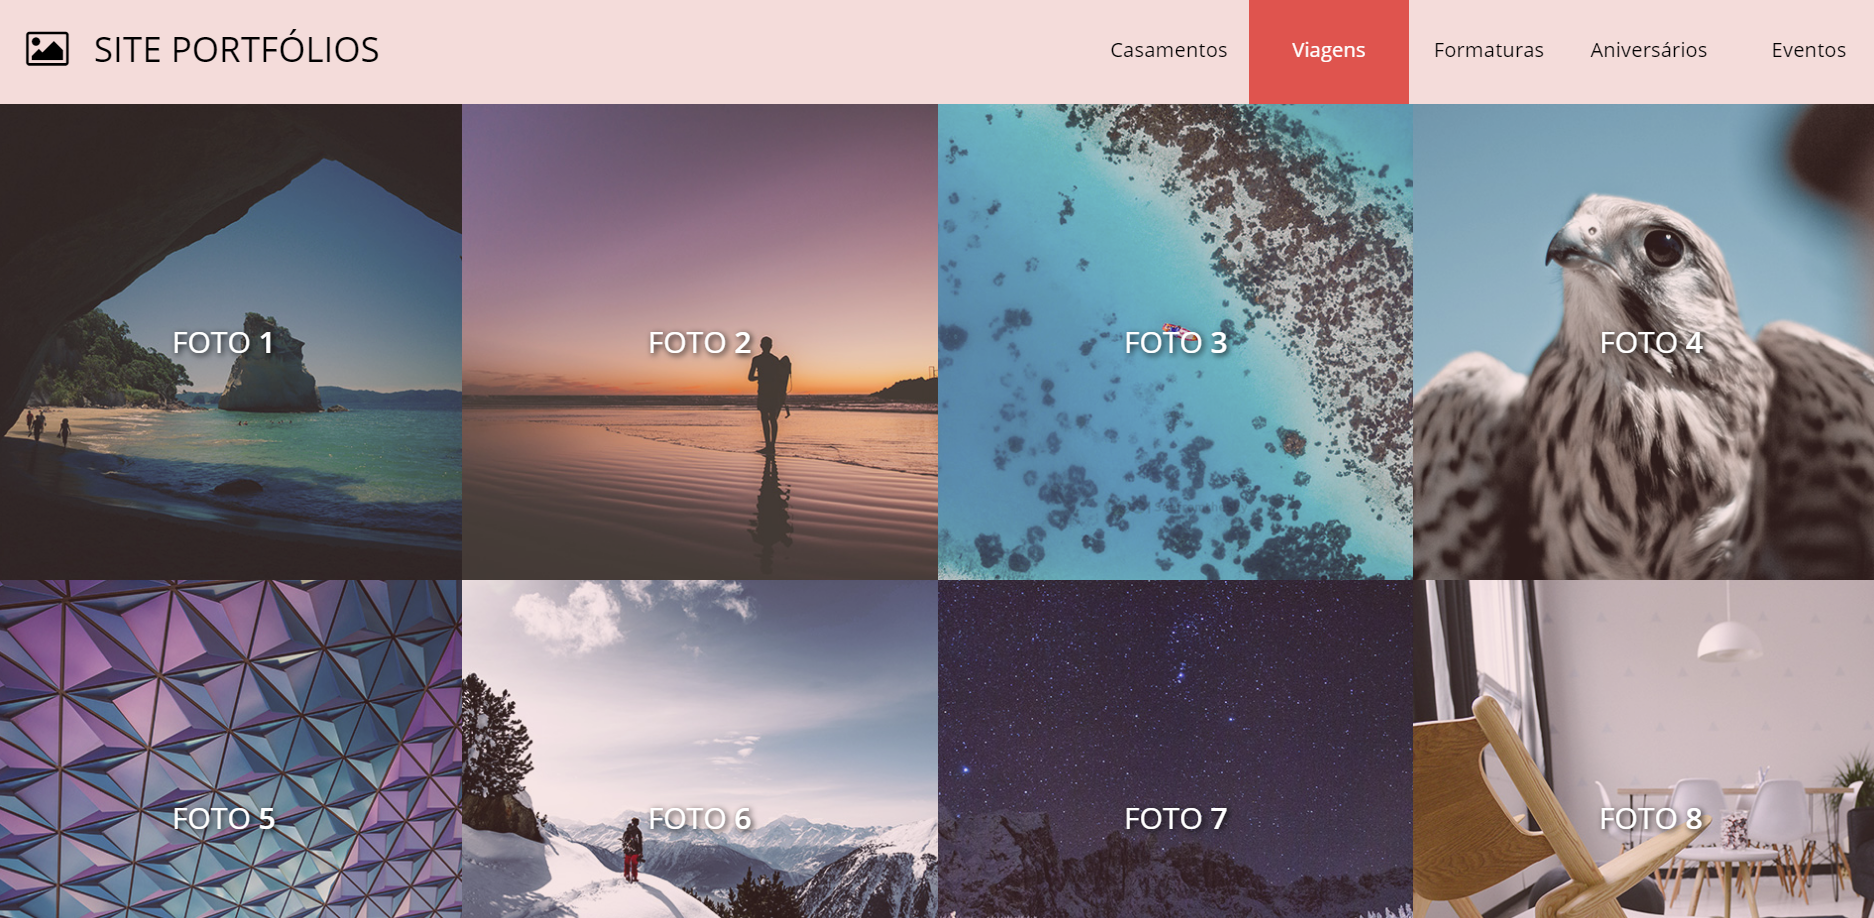 SITE PORTFÓLIOS
Casamentos
Viagens
Formaturas
Aniversários
Eventos
FOTO 1
FOTO 2
FOTO 3
FOTO 4
FOTO 5
FOTO 6
FOTO 7
FOTO 8